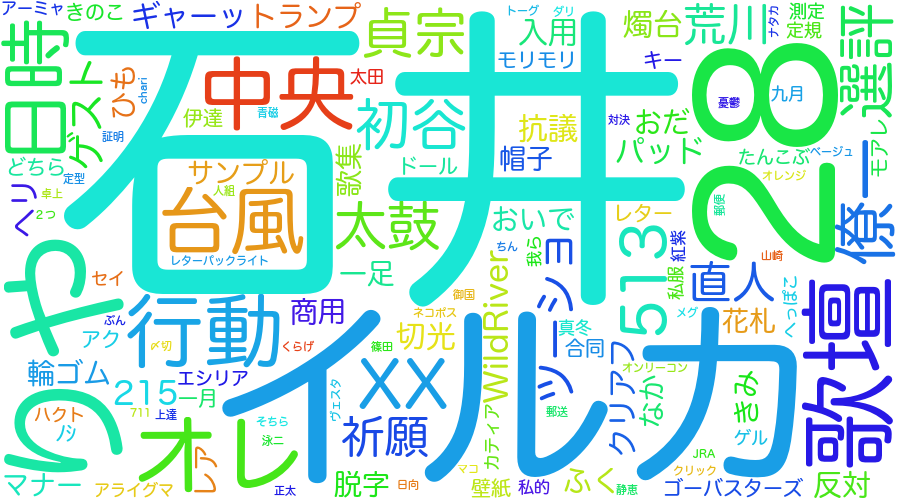 石井
イルカ
28
りや
台風
歌壇
中央
行動
オレ
日時
僚一
太鼓
選評
貞宗
初谷
513
直人
××
祈願
荒川
ギャーッ
トランプ
アーミャ
きのこ
ゲスト
ひも
chari
太田
伊達
青磁
証明
どちら
定型
卓上
2つ
ヘリ
サンプル
人組
レターパックライト
歌集
ドール
トーグ
ダリ
入用
モリモリ
キー
燭台
ナタカ
測定
定規
憂鬱
九月
対決
抗議
帽子
おだ
パッド
たんこぶ
ベージュ
オレンジ
モアレ
おいで
レター
郵便
ちん
我ら
紅紫
私服
山崎
へっぽこ
メグ
花札
一足
セイ
商用
御国
ネコポス
切光
WildRiver
ーョシッツ
真冬
合同
クリアフ
オンリーコン
なか
きみ
ゲル
ぶん
アク
〆切
くらげ
篠田
輪ゴム
エシリア
215
一月
ヴェスタ
ハクト
711
上達
そちら
ノシ
泳二
カティア
郵送
マナー
アライグマ
レア
正太
脱字
日向
マコ
壁紙
私的
ふく
静恵
JRA
クリック
ゴーバスターズ
反対